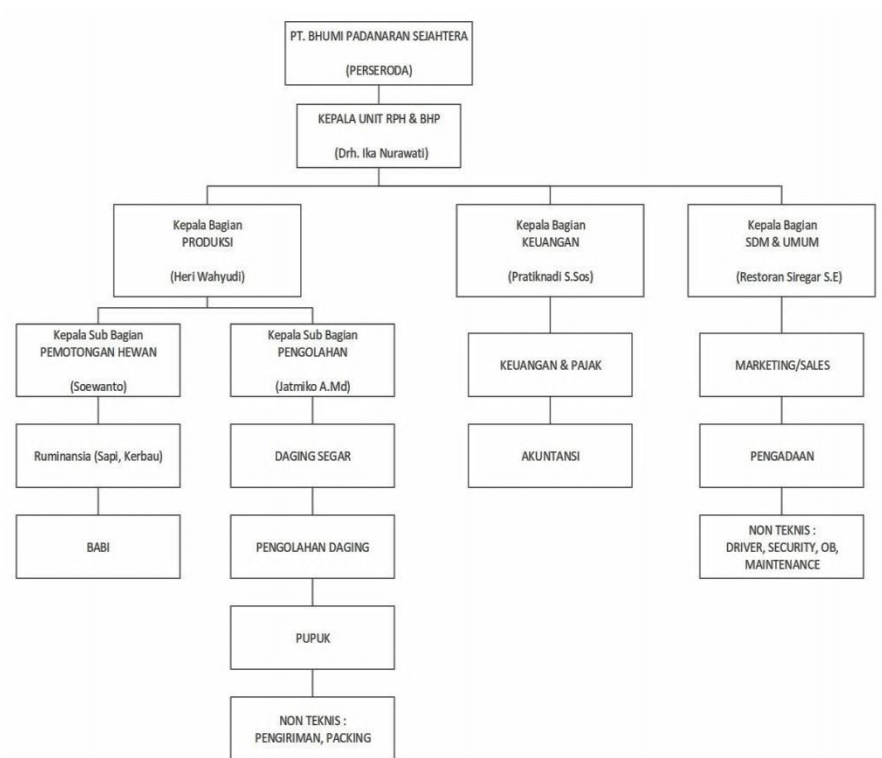 PT. BHUMI PADANARAN SEJAHTERA
(PERSERODA)
KEPALA UNIT RPH & BHP
(Drh. Ika Nurawati)
Kepala Bagian
PRODUKSI
(Heri Wahyudi)
Kepala Bagian
KEUANGAN
(Pratiknadi S.Sos)
Kepala Bagian
SDM & UMUM
(Restoran Siregar S.E)
Kepala Sub Bagian
PEMOTONGAN HEWAN
(Soewanto)
Kepala Sub Bagian
PENGOLAHAN
(Jatmiko A.Md)
KEUANGAN & PAJAK
MARKETING/SALES
Ruminansia (Sapi, Kerbau)
DAGING SEGAR
AKUNTANSI
PENGADAAN
BABI
PENGOLAHAN DAGING
NON TEKNIS :
DRIVER, SECURITY, OB,
MAINTENANCE
PUPUK
NON TEKNIS :
PENGIRIMAN, PACKING